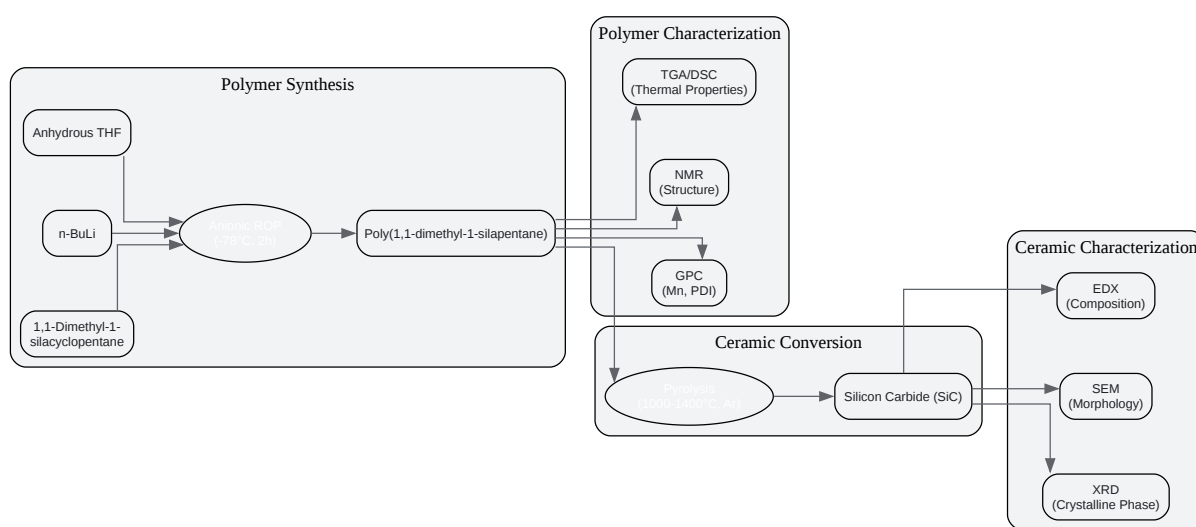 Polymer Synthesis
Anhydrous THF
n-BuLi
1,1-Dimethyl-1-
silacyclopentane
Anionic ROP
(-78°C, 2h)
Poly(1,1-dimethyl-1-silapentane)
Polymer Characterization
TGA/DSC
(Thermal Properties)
NMR
(Structure)
GPC
(Mn, PDI)
Ceramic Conversion
Pyrolysis
(1000-1400°C, Ar)
Silicon Carbide (SiC)
Ceramic Characterization
EDX
(Composition)
SEM
(Morphology)
XRD
(Crystalline Phase)